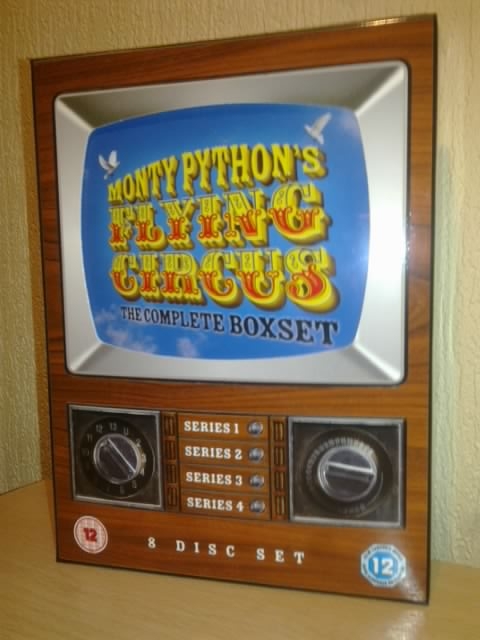 MONTY PYTHON'S
FLYING
CIRCUS
THE COMPLETE BOXSET
SERIES 1
SERIES 2
SERIES 3
SERIES 4
12
8 DISC SET
12